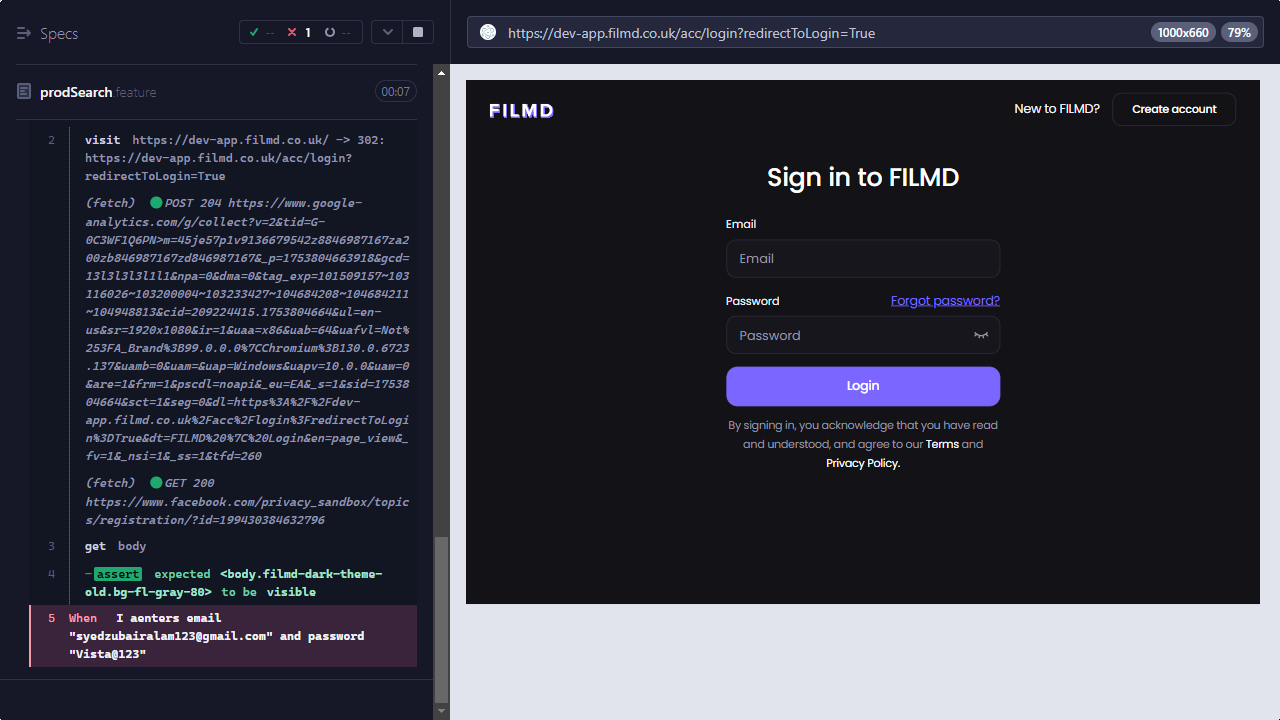 Specs
-- 1 --
https://dev-app.filmd.co.uk/acc/login?redirectToLogin=True
1000x660
79%
prodSearch.feature
00:07
2 visit https://dev-app.filmd.co.uk/ -> 302:
https://dev-app.filmd.co.uk/acc/login?
redirectToLogin=True
(fetch) POST 204 https://www.google-
analytics.com/g/collect?v=2&tid=G-
0C3WF1Q6PN>m=45je57p1v9136679542z8846987167za2
00zb846987167zd846987167&_p=1753804663918&gcd=
13l3l3l3l1l1&npa=0&dma=0&tag_exp=101509157~103
116026~103200004~103233427~104684208~104684211
~104948813&cid=209224415.1753804664&ul=en-
us&sr=1920x1080&ir=1&uaa=x86&uab=64&uafvl=Not%
253FA_Brand%3B99.0.0.0%7CChromium%3B130.0.6723
.137&uamb=0&uam=&uap=Windows&uapv=10.0.0&uaw=0
&are=1&frm=1&pscdl=noapi&_eu=EA&_s=1&sid=17538
04664&sct=1&seg=0&dl=https%3A%2F%2Fdev-
app.filmd.co.uk%2Facc%2Flogin%3FredirectToLogi
n%3DTrue&dt=FILMD%20%7C%20Login&en=page_view&_
fv=1&_nsi=1&_ss=1&tfd=260
(fetch) GET 200
https://www.facebook.com/privacy_sandbox/topic
s/registration/?id=199430384632796
3 get body
4 -assert expected <body.filmd-dark-theme-
old.bg-fl-gray-80> to be visible
5 When I aenters email
"syedzubairalam123@gmail.com" and password
"Vista@123"
FILMD
New to FILMD?
Create account
Sign in to FILMD
Email
Email
Password
Forgot password?
Password
Login
By signing in, you acknowledge that you have read
and understood, and agree to our Terms and
Privacy Policy.